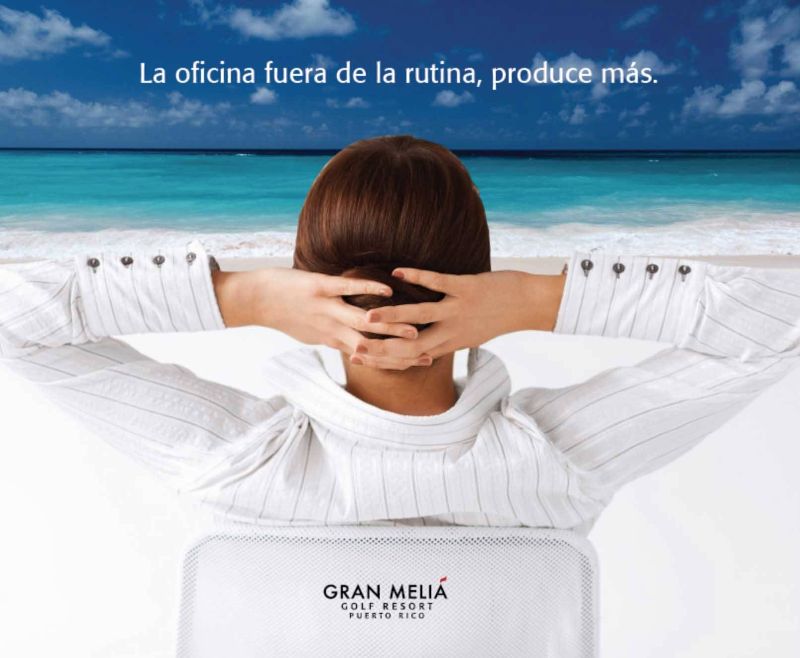 La oficina fuera de la rutina, produce más.
GRAN MELIÁ
GOLF RESORT
PUERTO RICO